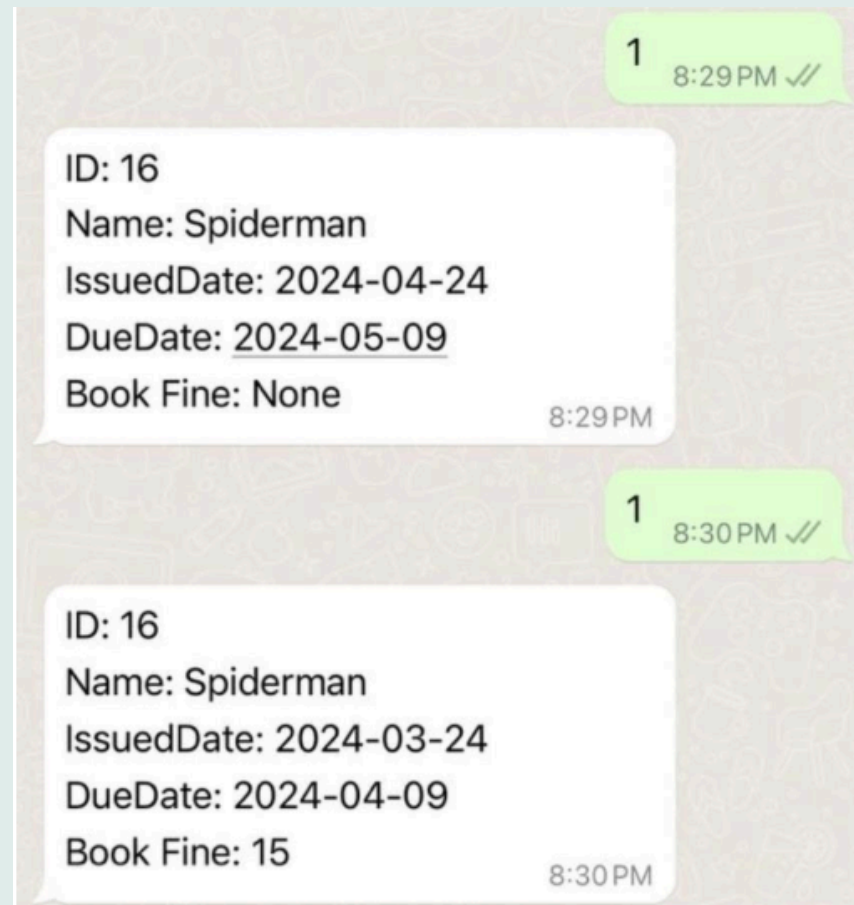 1
8:29 PM
ID: 16
Name: Spiderman
IssuedDate: 2024-04-24
DueDate: 2024-05-09
Book Fine: None
8:29 PM
1
8:30 PM
ID: 16
Name: Spiderman
IssuedDate: 2024-03-24
DueDate: 2024-04-09
Book Fine: 15
8:30 PM